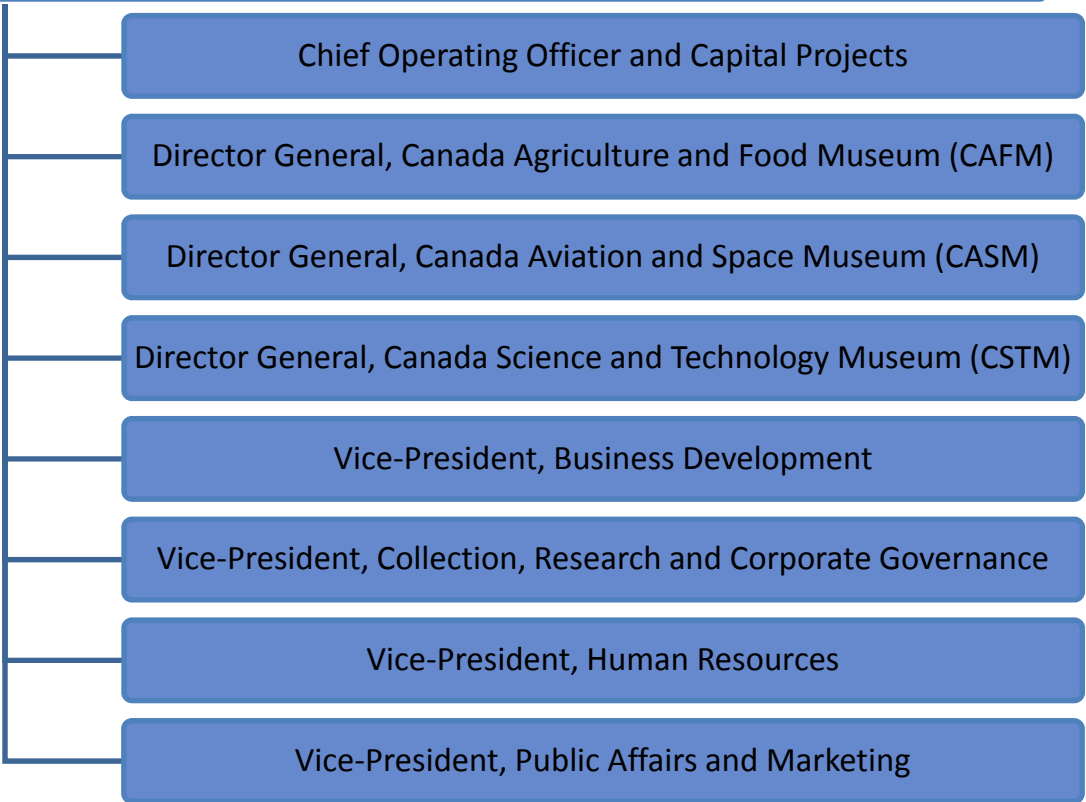 Chief Operating Officer and Capital Projects
Director General, Canada Agriculture and Food Museum (CAFM)
Director General, Canada Aviation and Space Museum (CASM)
Director General, Canada Science and Technology Museum (CSTM)
Vice-President, Business Development
Vice-President, Collection, Research and Corporate Governance
Vice-President, Human Resources
Vice-President, Public Affairs and Marketing